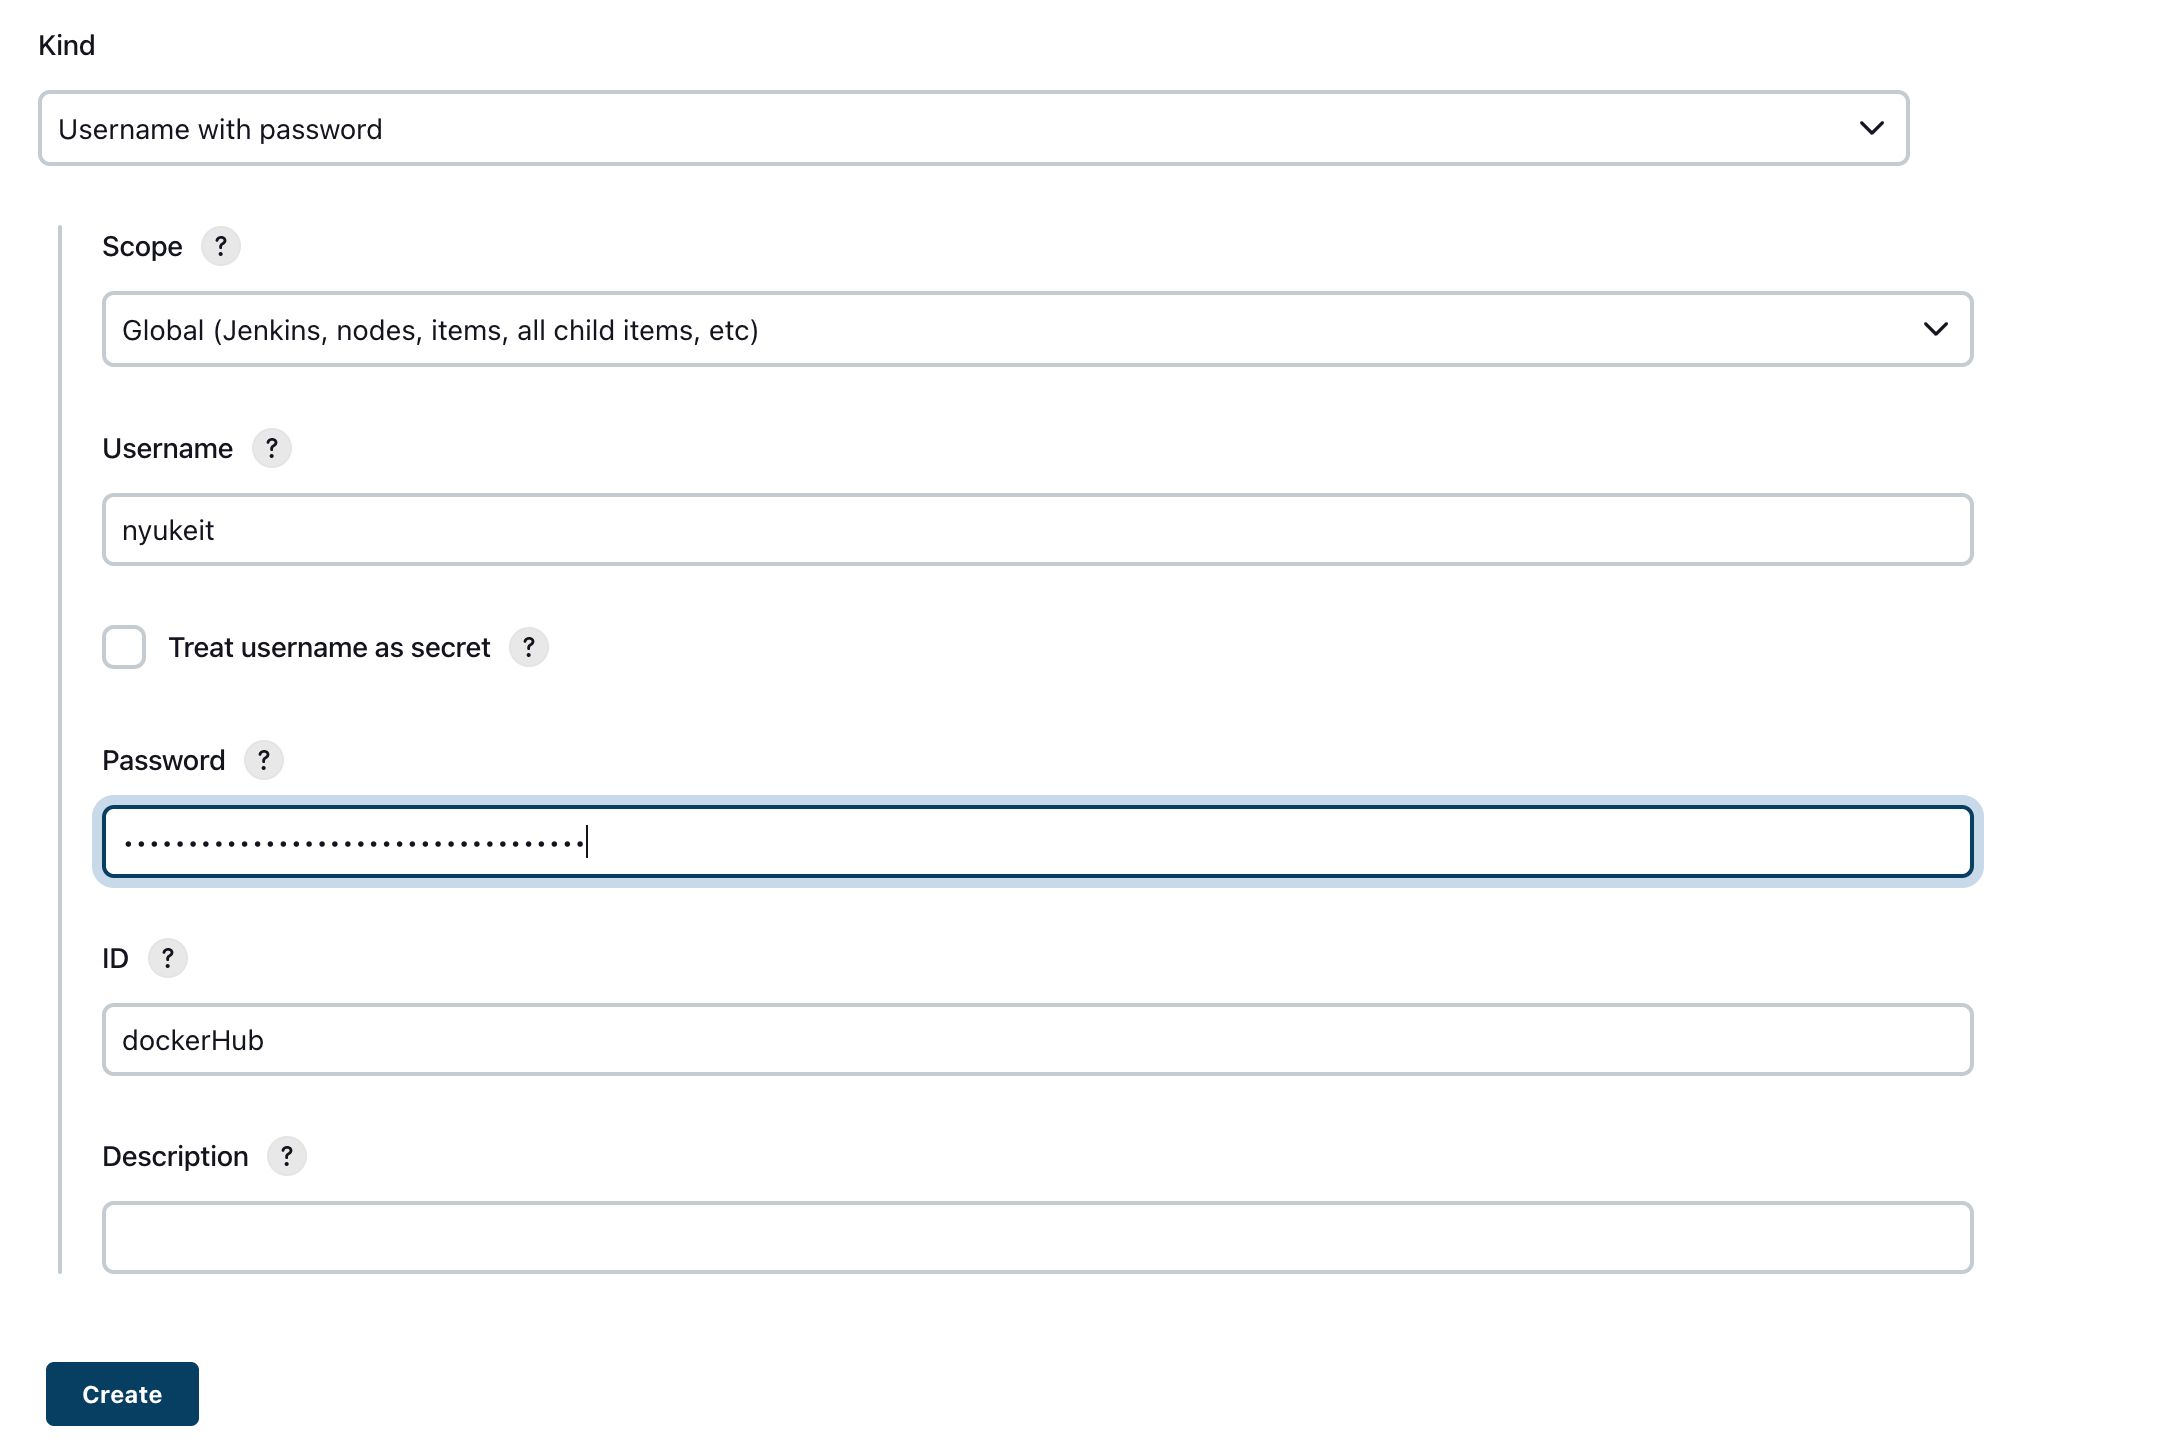 Kind
Username with password
Scope ?
Global (Jenkins, nodes, items, all child items, etc)
Username ?
nyukeit
Treat username as secret ?
Password ?
••••••••••••••••••••••••••••••••••••
ID ?
dockerHub
Description ?
Create